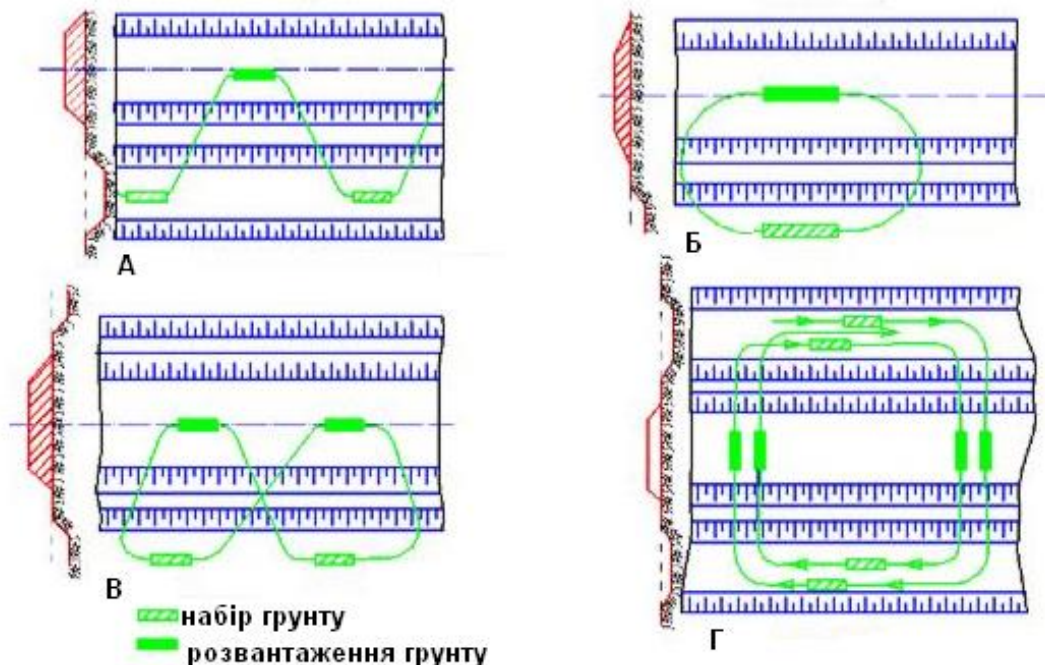 А
Б
В
Г
набір грунту
розвантаження грунту